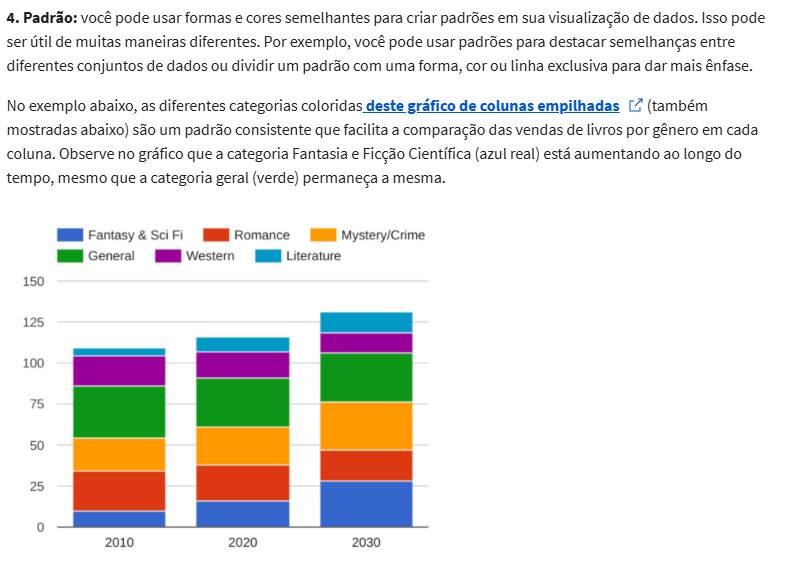 4. Padrão: você pode usar formas e cores semelhantes para criar padrões em sua visualização de dados. Isso pode
ser útil de muitas maneiras diferentes. Por exemplo, você pode usar padrões para destacar semelhanças entre
diferentes conjuntos de dados ou dividir um padrão com uma forma, cor ou linha exclusiva para dar mais ênfase.
No exemplo abaixo, as diferentes categorias coloridas deste gráfico de colunas empilhadas (também
mostradas abaixo) são um padrão consistente que facilita a comparação das vendas de livros por gênero em cada
coluna. Observe no gráfico que a categoria Fantasia e Ficção Científica (azul real) está aumentando ao longo do
tempo, mesmo que a categoria geral (verde) permaneça a mesma.
Fantasy & Sci Fi Romance Mystery/Crime
General Western Literature
150
125
100
75
50
25
0
2010 2020 2030